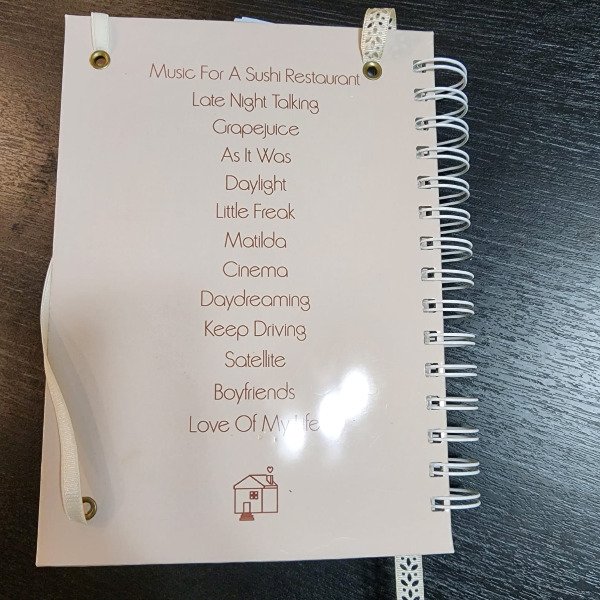 Music For A Sushi Restaurant
Late Night Talking
Grapejuice
As It Was
Daylight
Little Freak
Matilda
Cinema
Daydreaming
Keep Driving
Satellite
Boyfriends
Love Of My Life